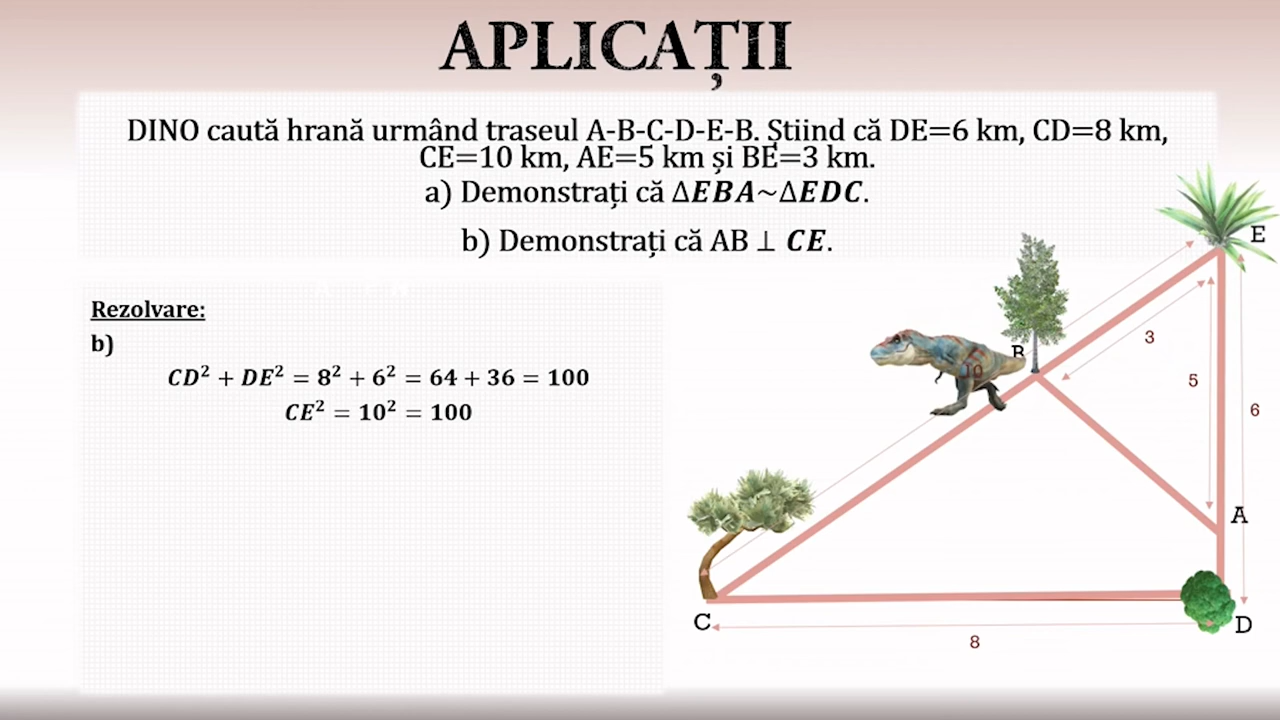 APLICAȚII
DINO caută hrană urmând traseul A-B-C-D-E-B. Știind că DE=6 km, CD=8 km,
CE=10 km, AE=5 km și BE=3 km.
a) Demonstrați că ΔEBA~ΔEDC.
b) Demonstrați că AB ⊥ CE.
Rezolvare:
b)
CD² + DE² = 8² + 6² = 64 + 36 = 100
CE² = 10² = 100
E
3
B
10
5
6
A
C
D
8